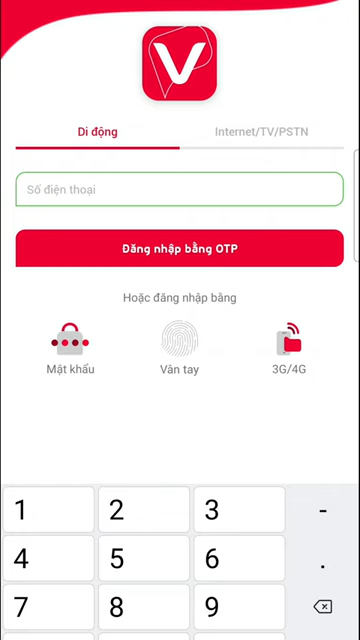 V
Di động
Internet/TV/PSTN
Số điện thoại
Đăng nhập bằng OTP
Hoặc đăng nhập bằng
Mật khẩu
Vân tay
3G/4G
1 2 3 -
4 5 6 .
7 8 9